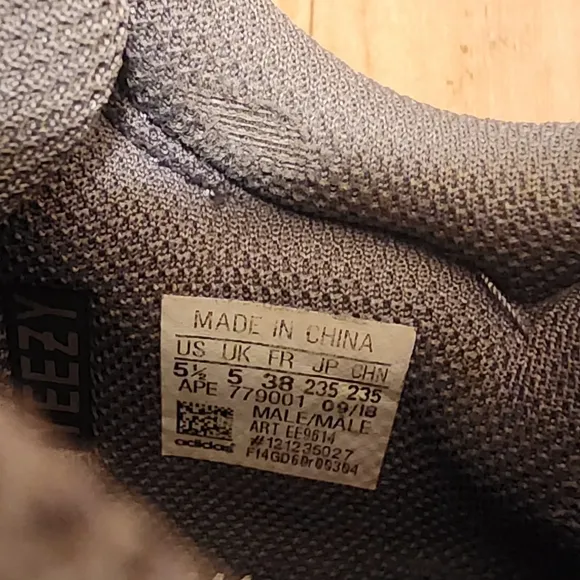 EEZY
MADE IN CHINA
US UK FR JP CHN
5½ 5 38 235 235
APE 779001 09/18
MALE/MALE
ART EE9614
#121235027
adidas